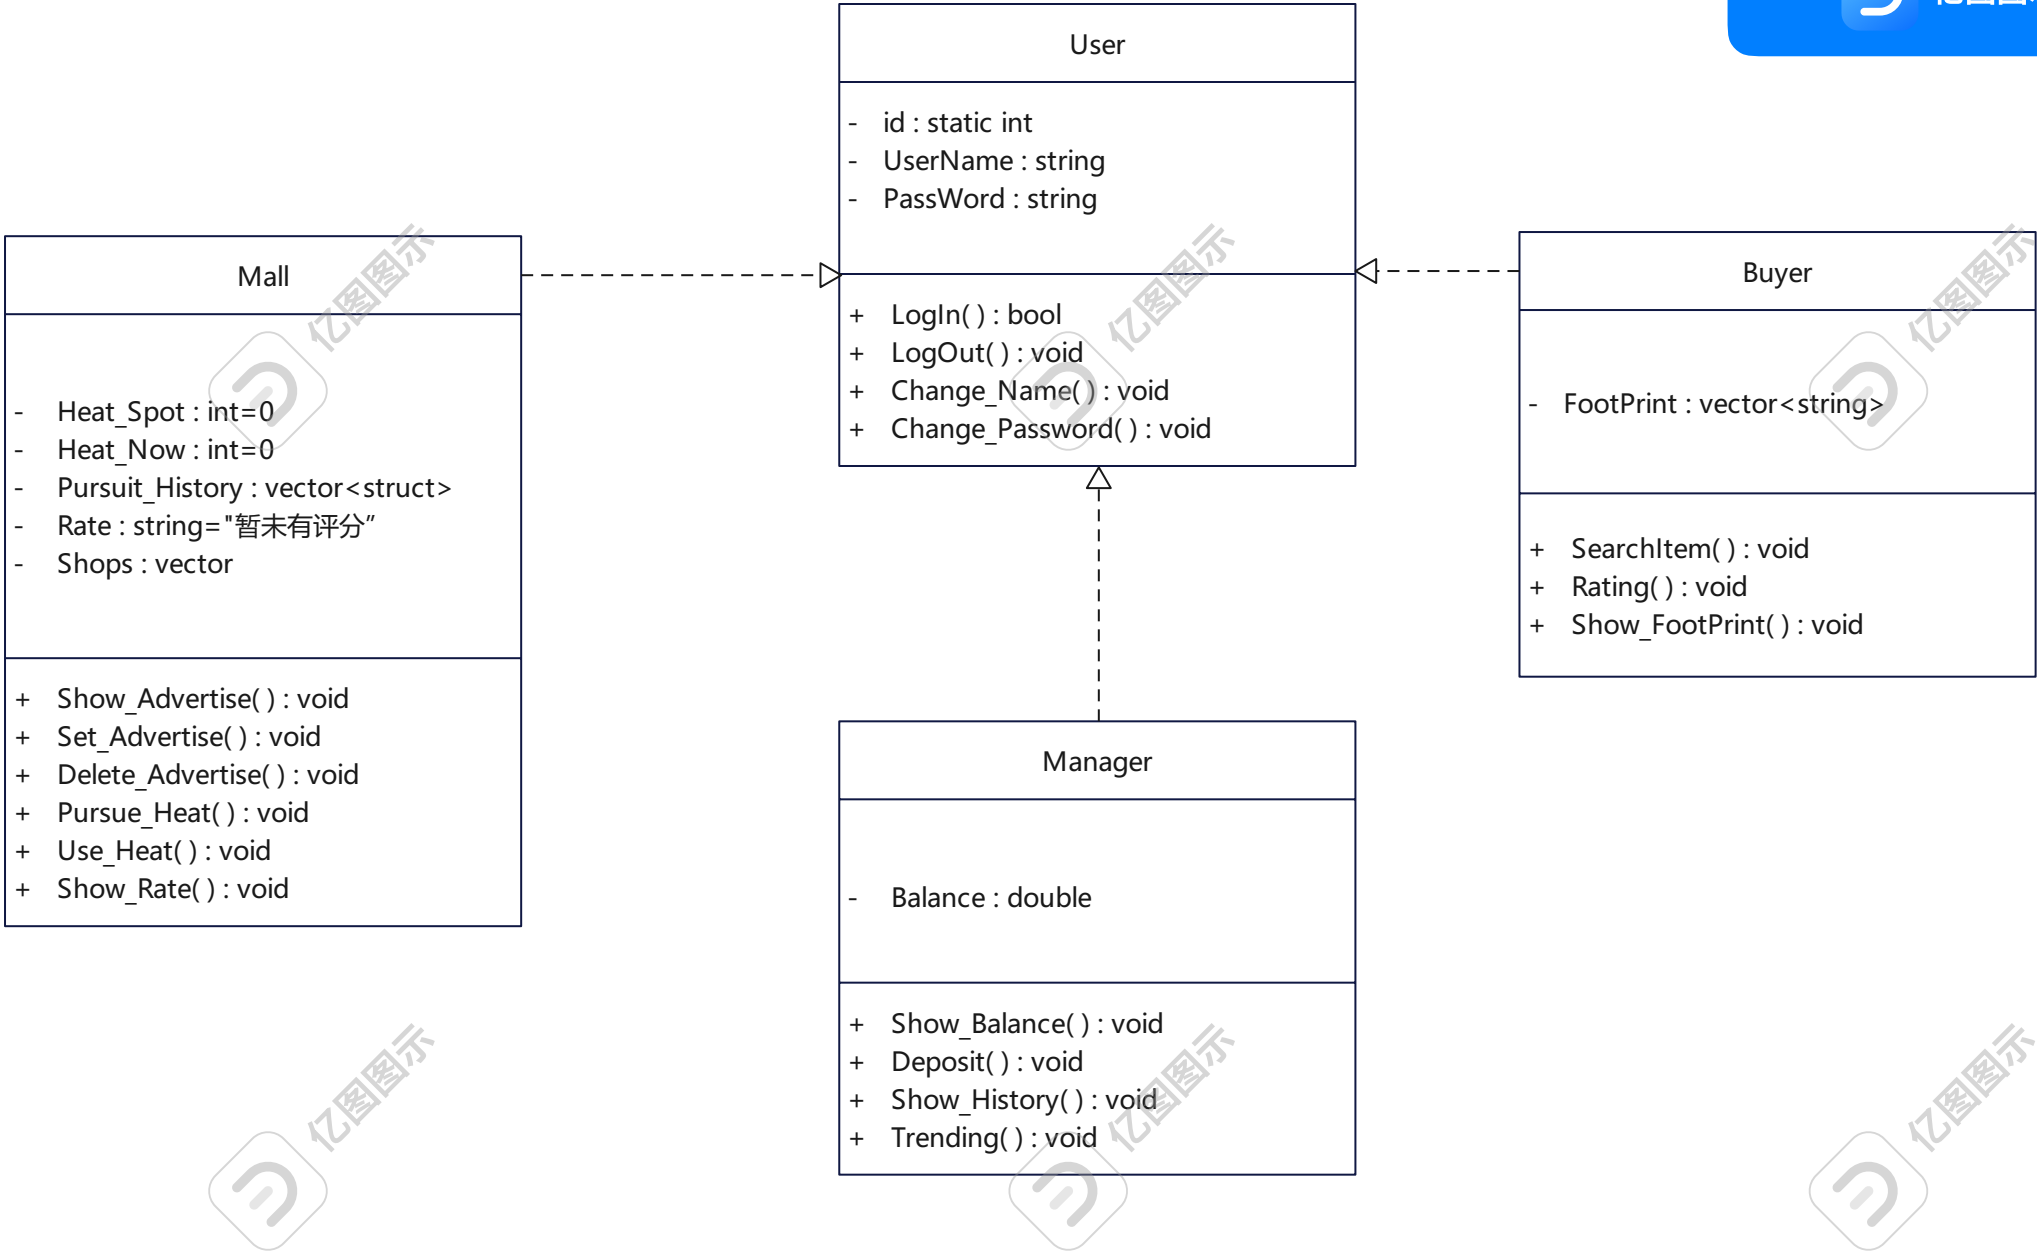 User
- id : static int
- UserName : string
- PassWord : string
+ LogIn( ) : bool
+ LogOut( ) : void
+ Change_Name( ) : void
+ Change_Password( ) : void
Mall
- Heat_Spot : int=0
- Heat_Now : int=0
- Pursuit_History : vector<struct>
- Rate : string="暂未有评分”
- Shops : vector
+ Show_Advertise( ) : void
+ Set_Advertise( ) : void
+ Delete_Advertise( ) : void
+ Pursue_Heat( ) : void
+ Use_Heat( ) : void
+ Show_Rate( ) : void
Buyer
- FootPrint : vector<string>
+ SearchItem( ) : void
+ Rating( ) : void
+ Show_FootPrint( ) : void
Manager
- Balance : double
+ Show_Balance( ) : void
+ Deposit( ) : void
+ Show_History( ) : void
+ Trending( ) : void
亿图图示
亿图图示
亿图图示
亿图图示
亿图图示
亿图图示